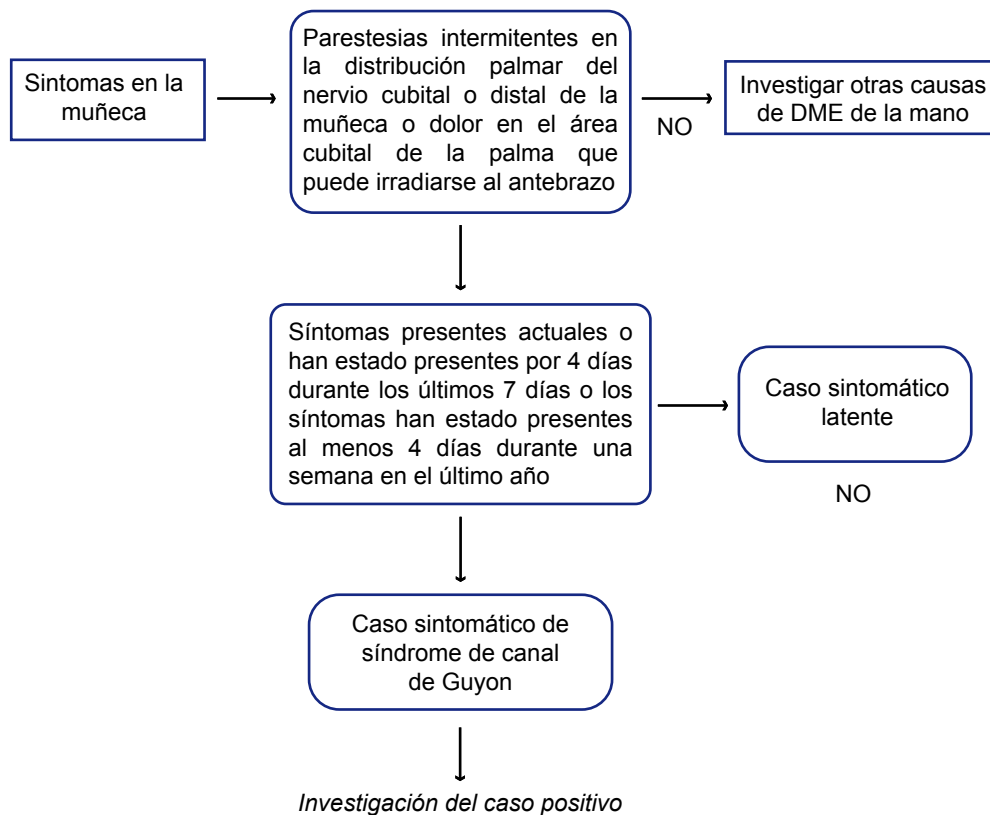 Sintomas en la
muñeca
Parestesias intermitentes en
la distribución palmar del
nervio cubital o distal de la
muñeca o dolor en el área
cubital de la palma que
puede irradiarse al antebrazo
NO
Investigar otras causas
de DME de la mano
Síntomas presentes actuales o
han estado presentes por 4 días
durante los últimos 7 días o los
síntomas han estado presentes
al menos 4 días durante una
semana en el último año
Caso sintomático
latente
NO
Caso sintomático de
síndrome de canal
de Guyon
Investigación del caso positivo